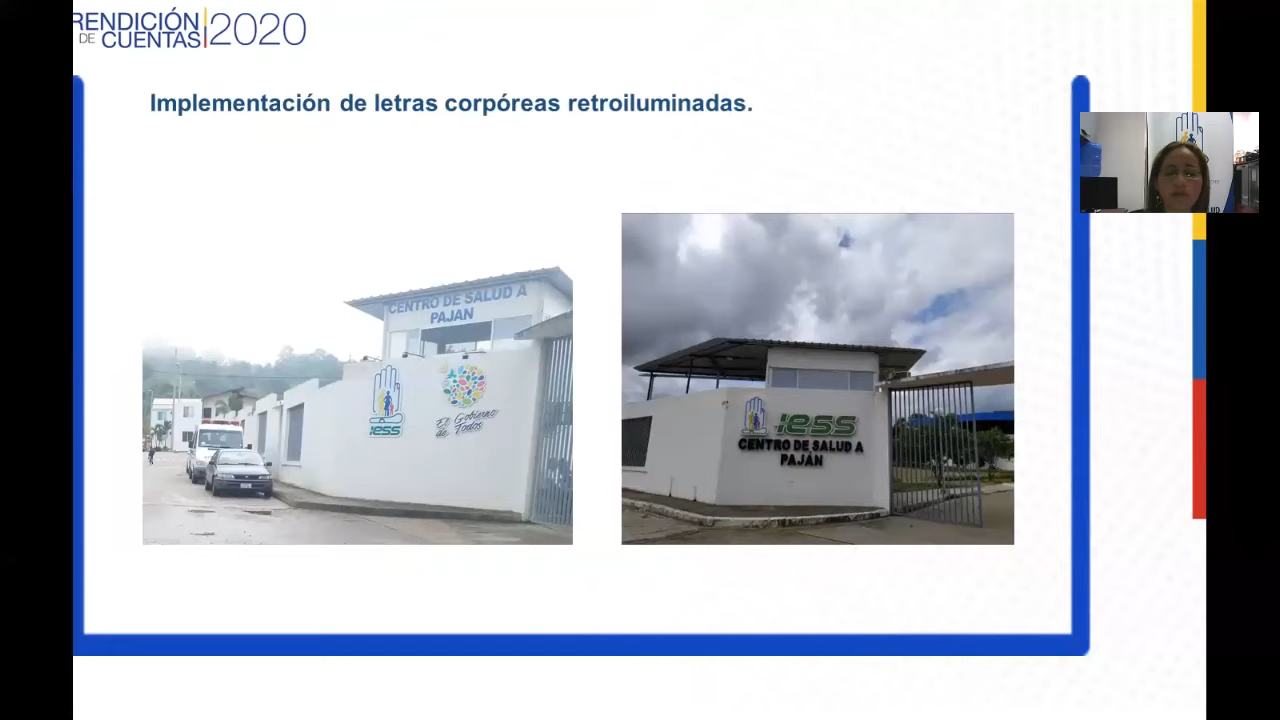 RENDICIÓN
DE CUENTAS 2020
Implementación de letras corpóreas retroiluminadas.
CENTRO DE SALUD A
PAJAN
IESS
El Gobierno
de Todos
IESS
CENTRO DE SALUD A
PAJÁN